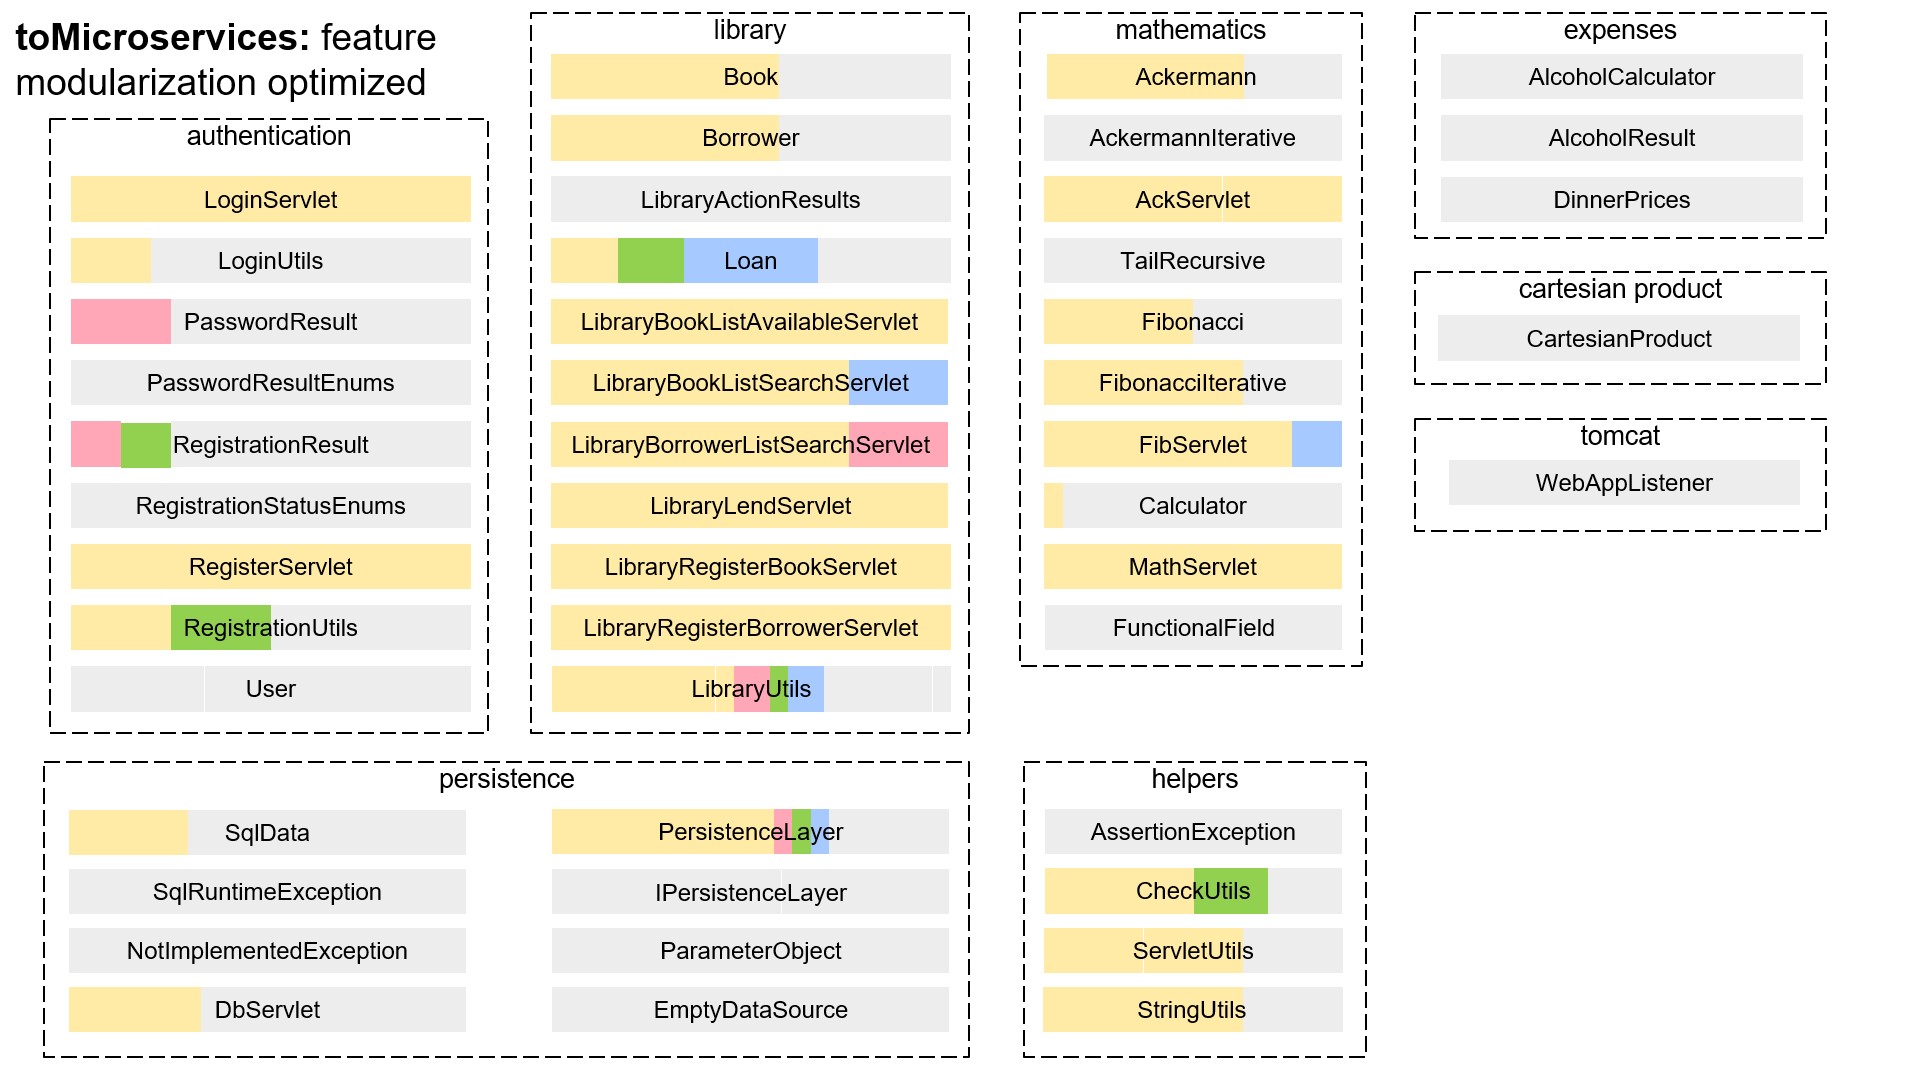 toMicroservices: feature
modularization optimized
authentication
LoginServlet
LoginUtils
PasswordResult
PasswordResultEnums
RegistrationResult
RegistrationStatusEnums
RegisterServlet
RegistrationUtils
User
library
Book
Borrower
LibraryActionResults
Loan
LibraryBookListAvailableServlet
LibraryBookListSearchServlet
LibraryBorrowerListSearchServlet
LibraryLendServlet
LibraryRegisterBookServlet
LibraryRegisterBorrowerServlet
LibraryUtils
mathematics
Ackermann
AckermannIterative
AckServlet
TailRecursive
Fibonacci
FibonacciIterative
FibServlet
Calculator
MathServlet
FunctionalField
expenses
AlcoholCalculator
AlcoholResult
DinnerPrices
cartesian product
CartesianProduct
tomcat
WebAppListener
persistence
SqlData
SqlRuntimeException
NotImplementedException
DbServlet
PersistenceLayer
IPersistenceLayer
ParameterObject
EmptyDataSource
helpers
AssertionException
CheckUtils
ServletUtils
StringUtils